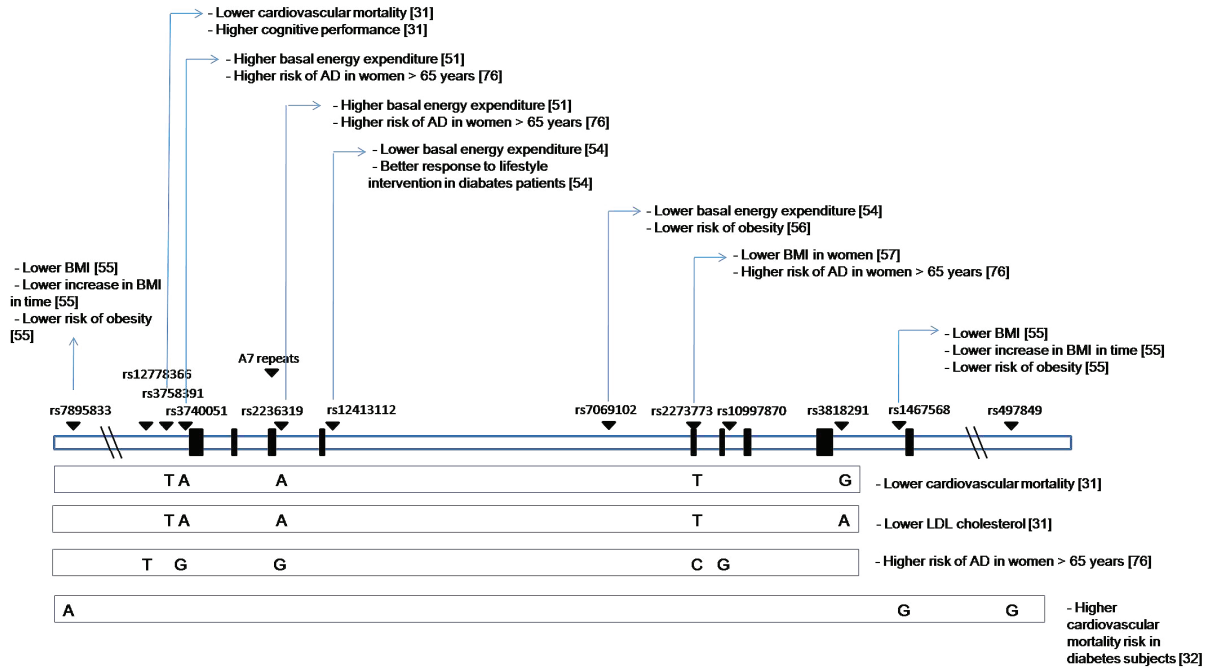 - Lower cardiovascular mortality [31]
- Higher cognitive performance [31]
- Higher basal energy expenditure [51]
- Higher risk of AD in women > 65 years [76]
- Higher basal energy expenditure [51]
- Higher risk of AD in women > 65 years [76]
- Lower basal energy expenditure [54]
- Better response to lifestyle
intervention in diabates patients [54]
- Lower basal energy expenditure [54]
- Lower risk of obesity [56]
- Lower BMI in women [57]
- Higher risk of AD in women > 65 years [76]
- Lower BMI [55]
- Lower increase in BMI
in time [55]
- Lower risk of obesity
[55]
- Lower BMI [55]
- Lower increase in BMI in time [55]
- Lower risk of obesity [55]
A7 repeats
rs12778366
rs3758391
rs7895833 rs3740051 rs2236319 rs12413112 rs7069102 rs2273773 rs10997870 rs3818291 rs1467568 rs497849
T A A T G - Lower cardiovascular mortality [31]
T A A T A - Lower LDL cholesterol [31]
T G G C G - Higher risk of AD in women > 65 years [76]
A G G - Higher
cardiovascular
mortality risk in
diabetes subjects [32]